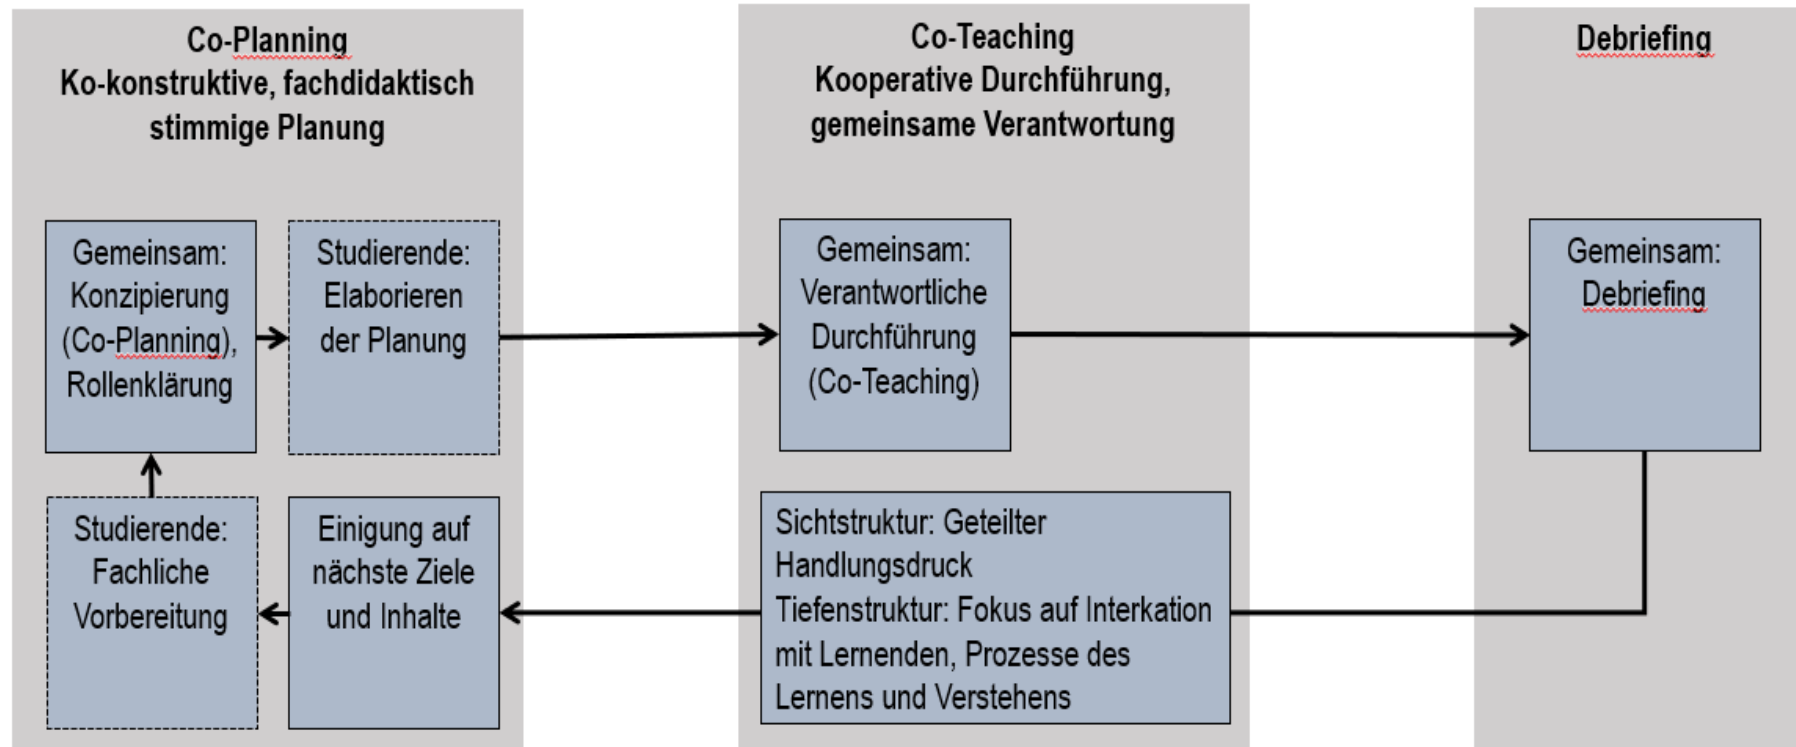 Co-Planning
Ko-konstruktive, fachdidaktisch
stimmige Planung
Co-Teaching
Kooperative Durchführung,
gemeinsame Verantwortung
Debriefing
Gemeinsam:
Konzipierung
(Co-Planning),
Rollenklärung
Studierende:
Elaborieren
der Planung
Gemeinsam:
Verantwortliche
Durchführung
(Co-Teaching)
Gemeinsam:
Debriefing
Studierende:
Fachliche
Vorbereitung
Einigung auf
nächste Ziele
und Inhalte
Sichtstruktur: Geteilter
Handlungsdruck
Tiefenstruktur: Fokus auf Interkation
mit Lernenden, Prozesse des
Lernens und Verstehens